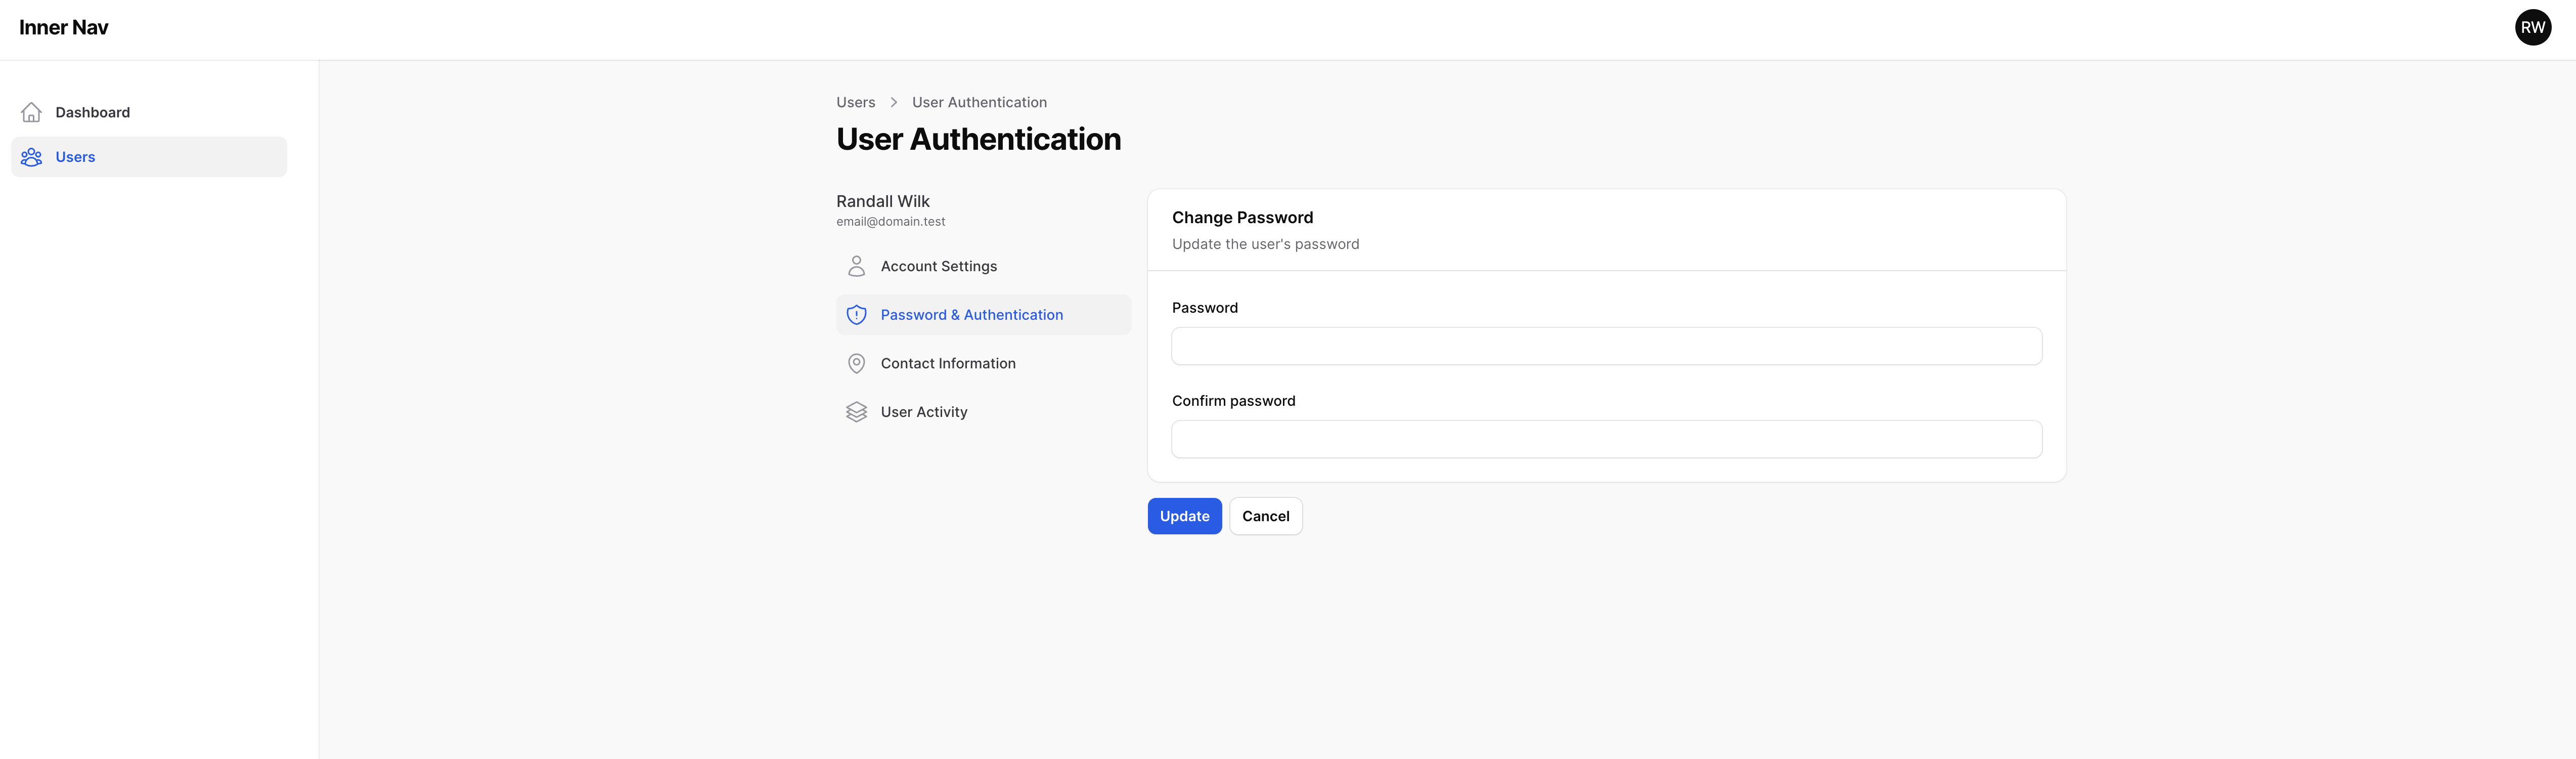 Inner Nav
RW
Dashboard
Users
Users > User Authentication
User Authentication
Randall Wilk
email@domain.test
Account Settings
Password & Authentication
Contact Information
User Activity
Change Password
Update the user's password
Password
Confirm password
Update Cancel